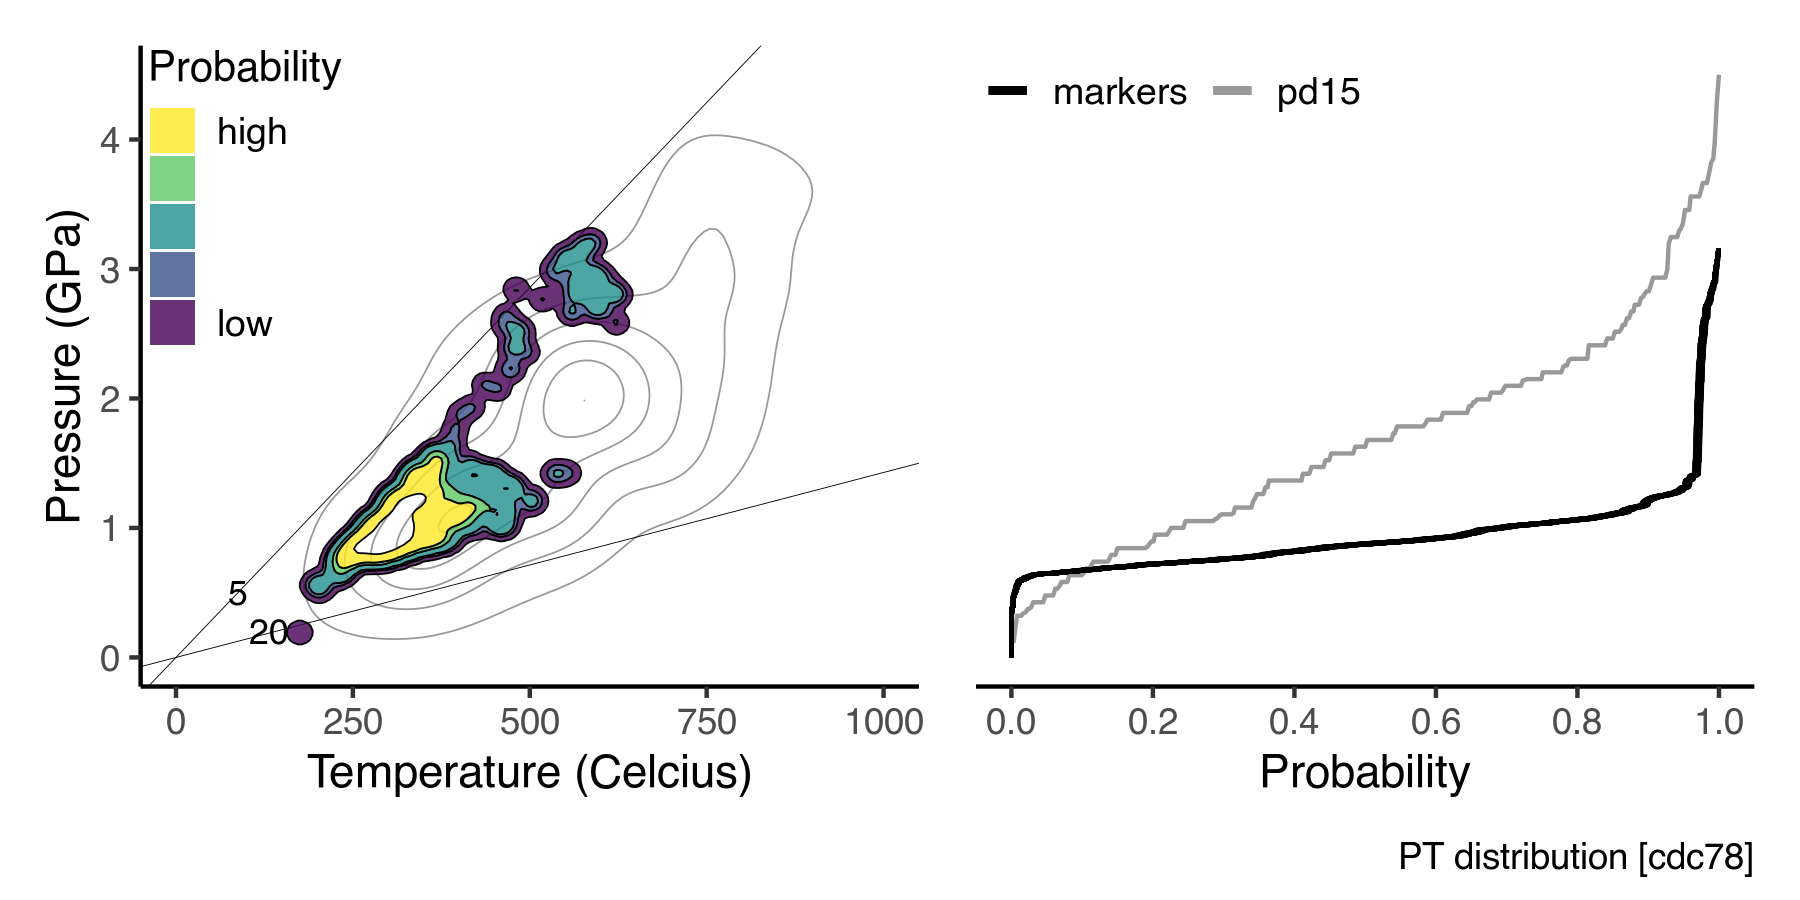 Probability
high
low
4
3
2
1
0
Pressure (GPa)
5
20
0 250 500 750 1000
Temperature (Celcius)
markers pd15
0.0 0.2 0.4 0.6 0.8 1.0
Probability
PT distribution [cdc78]